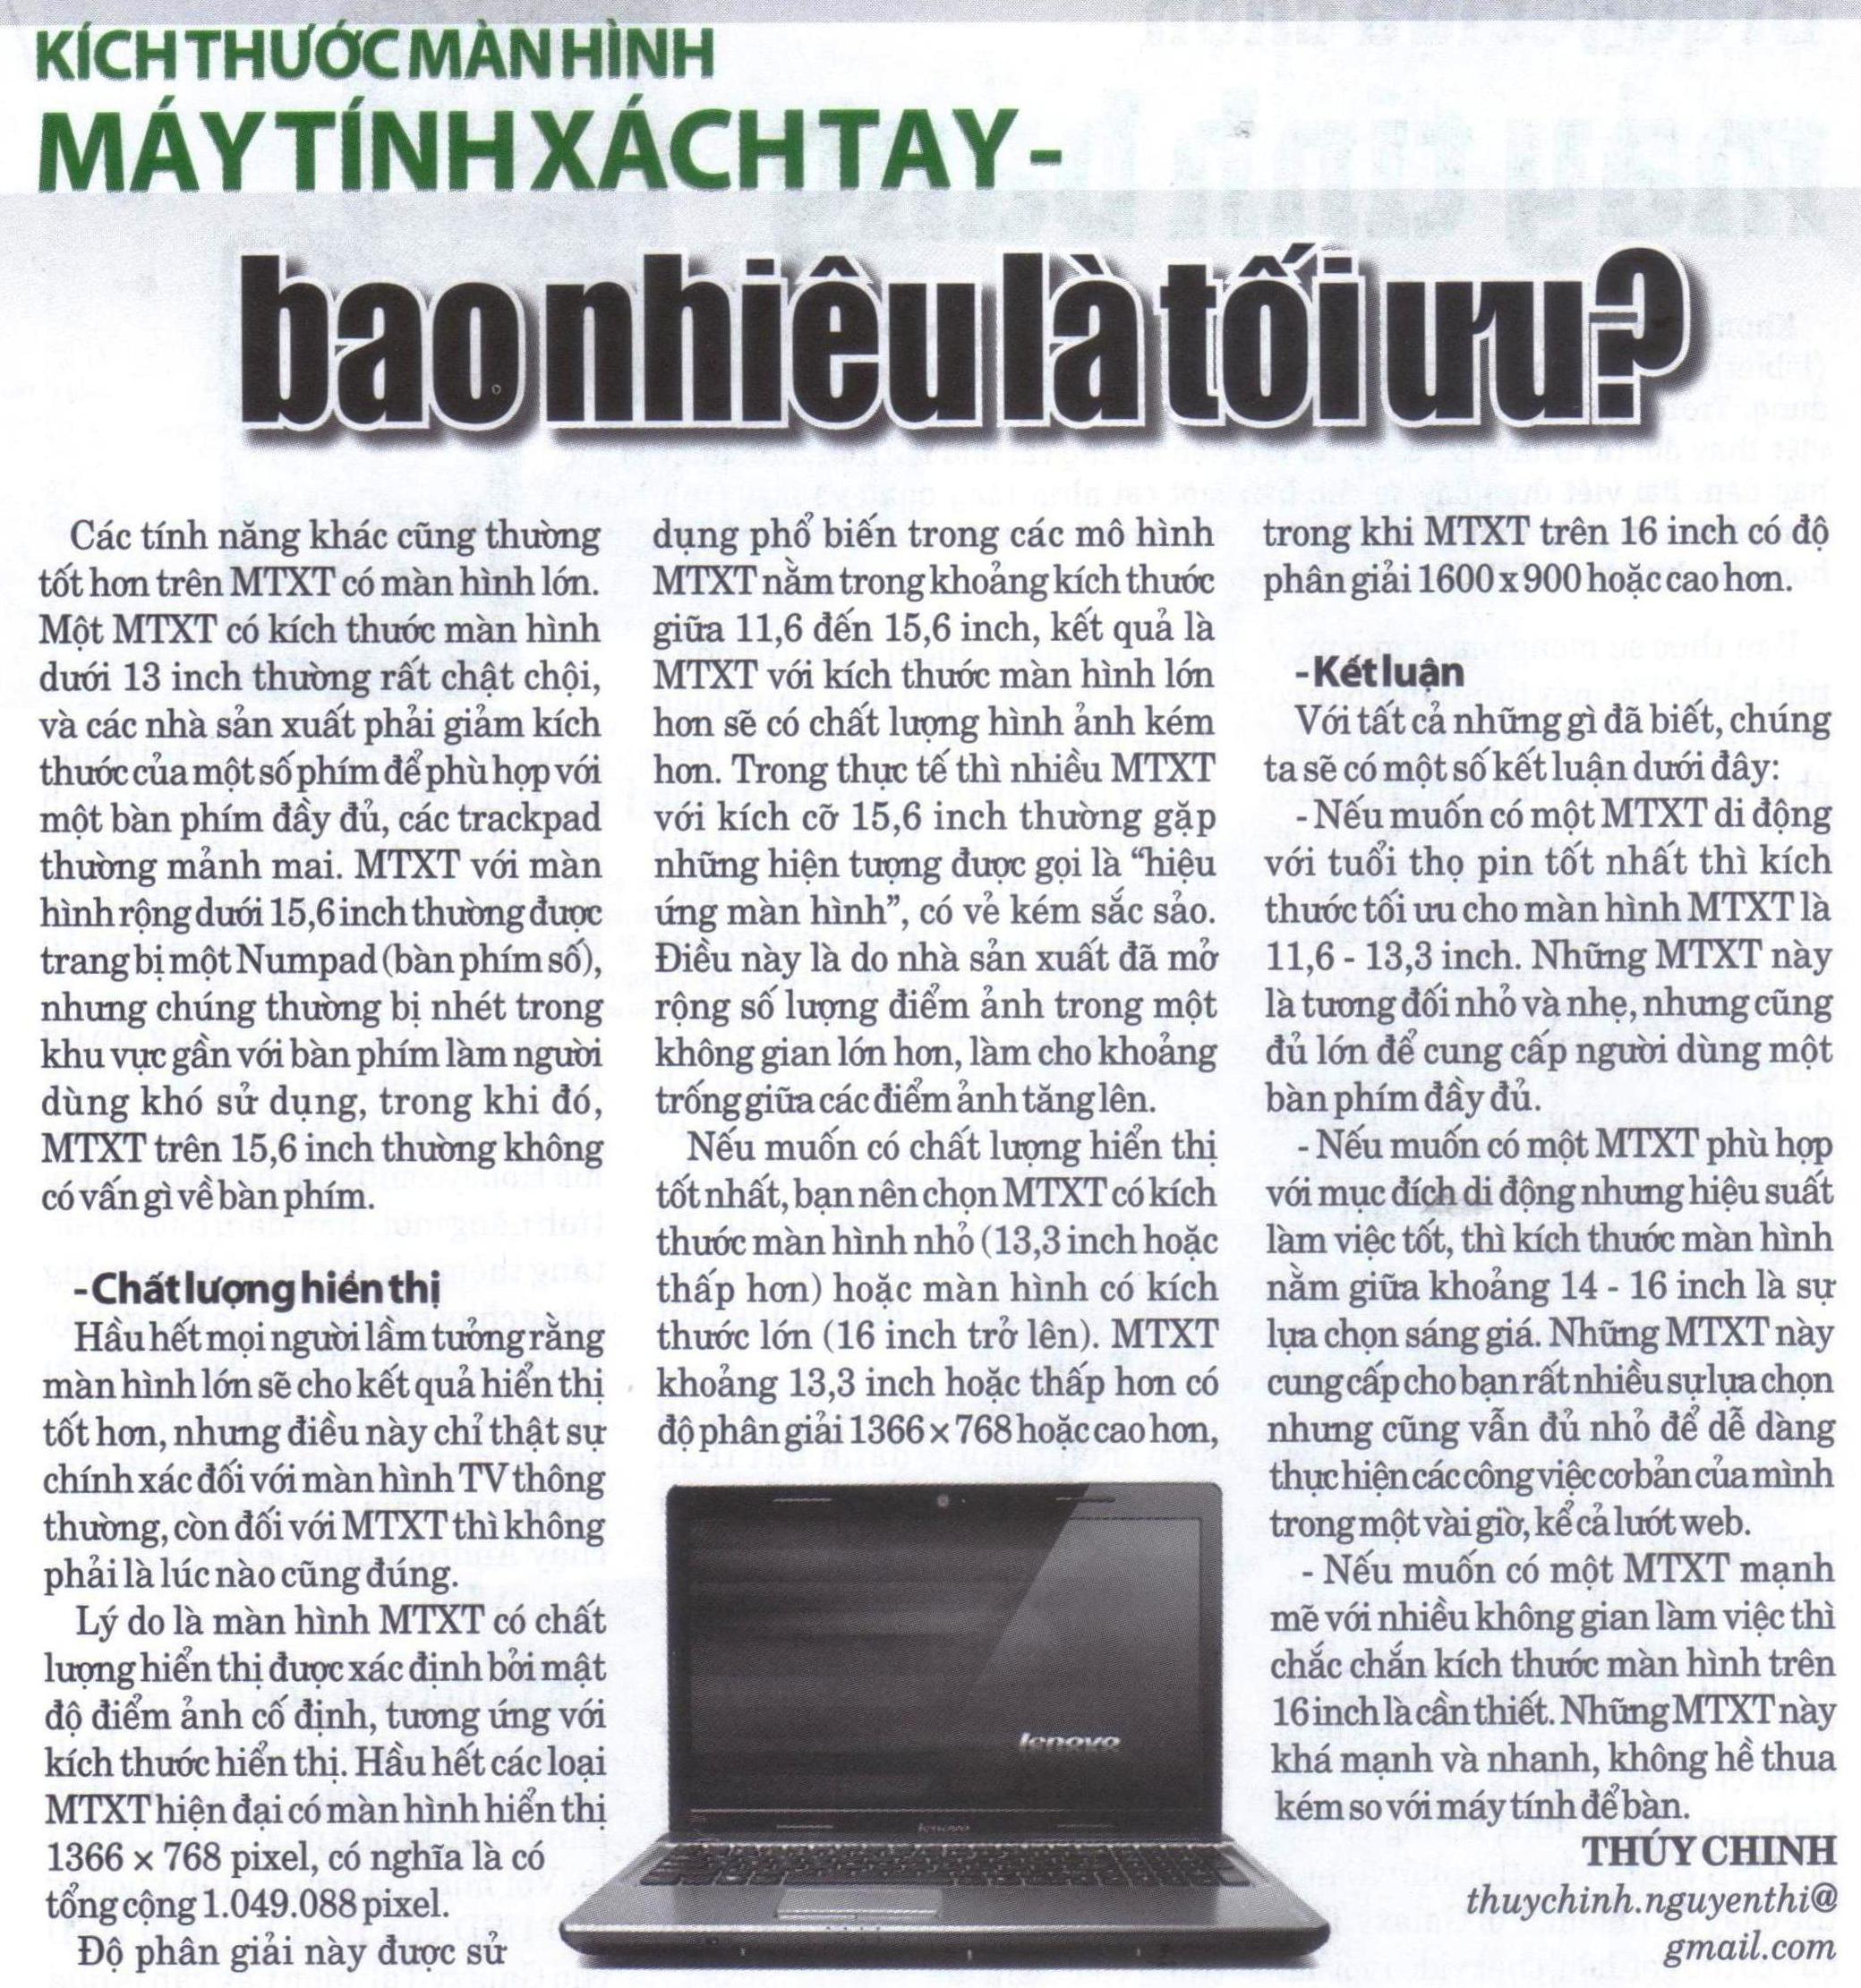 KÍCH THƯỚC MÀN HÌNH
MÁY TÍNH XÁCH TAY -
bao nhiêu là tối ưu?
Các tính năng khác cũng thường
tốt hơn trên MTXT có màn hình lớn.
Một MTXT có kích thước màn hình
dưới 13 inch thường rất chật chội,
và các nhà sản xuất phải giảm kích
thước của một số phím để phù hợp với
một bàn phím đầy đủ, các trackpad
thường mảnh mai. MTXT với màn
hình rộng dưới 15,6 inch thường được
trang bị một Numpad (bàn phím số),
nhưng chúng thường bị nhét trong
khu vực gần với bàn phím làm người
dùng khó sử dụng, trong khi đó,
MTXT trên 15,6 inch thường không
có vấn gì về bàn phím.
- Chất lượng hiển thị
Hầu hết mọi người lầm tưởng rằng
màn hình lớn sẽ cho kết quả hiển thị
tốt hơn, nhưng điều này chỉ thật sự
chính xác đối với màn hình TV thông
thường, còn đối với MTXT thì không
phải là lúc nào cũng đúng.
Lý do là màn hình MTXT có chất
lượng hiển thị được xác định bởi mật
độ điểm ảnh cố định, tương ứng với
kích thước hiển thị. Hầu hết các loại
MTXT hiện đại có màn hình hiển thị
1366 × 768 pixel, có nghĩa là có
tổng cộng 1.049.088 pixel.
Độ phân giải này được sử
dụng phổ biến trong các mô hình
MTXT nằm trong khoảng kích thước
giữa 11,6 đến 15,6 inch, kết quả là
MTXT với kích thước màn hình lớn
hơn sẽ có chất lượng hình ảnh kém
hơn. Trong thực tế thì nhiều MTXT
với kích cỡ 15,6 inch thường gặp
những hiện tượng được gọi là “hiệu
ứng màn hình”, có vẻ kém sắc sảo.
Điều này là do nhà sản xuất đã mở
rộng số lượng điểm ảnh trong một
không gian lớn hơn, làm cho khoảng
trống giữa các điểm ảnh tăng lên.
Nếu muốn có chất lượng hiển thị
tốt nhất, bạn nên chọn MTXT có kích
thước màn hình nhỏ (13,3 inch hoặc
thấp hơn) hoặc màn hình có kích
thước lớn (16 inch trở lên). MTXT
khoảng 13,3 inch hoặc thấp hơn có
độ phân giải 1366 × 768 hoặc cao hơn,
lenovo
lenovo
trong khi MTXT trên 16 inch có độ
phân giải 1600 x 900 hoặc cao hơn.
- Kết luận
Với tất cả những gì đã biết, chúng
ta sẽ có một số kết luận dưới đây:
- Nếu muốn có một MTXT di động
với tuổi thọ pin tốt nhất thì kích
thước tối ưu cho màn hình MTXT là
11,6 - 13,3 inch. Những MTXT này
là tương đối nhỏ và nhẹ, nhưng cũng
đủ lớn để cung cấp người dùng một
bàn phím đầy đủ.
- Nếu muốn có một MTXT phù hợp
với mục đích di động nhưng hiệu suất
làm việc tốt, thì kích thước màn hình
nằm giữa khoảng 14 - 16 inch là sự
lựa chọn sáng giá. Những MTXT này
cung cấp cho bạn rất nhiều sự lựa chọn
nhưng cũng vẫn đủ nhỏ để dễ dàng
thực hiện các công việc cơ bản của mình
trong một vài giờ, kể cả lướt web.
- Nếu muốn có một MTXT mạnh
mẽ với nhiều không gian làm việc thì
chắc chắn kích thước màn hình trên
16 inch là cần thiết. Những MTXT này
khá mạnh và nhanh, không hề thua
kém so với máy tính để bàn.
THÚY CHINH
thuychinh.nguyenthi@
gmail.com